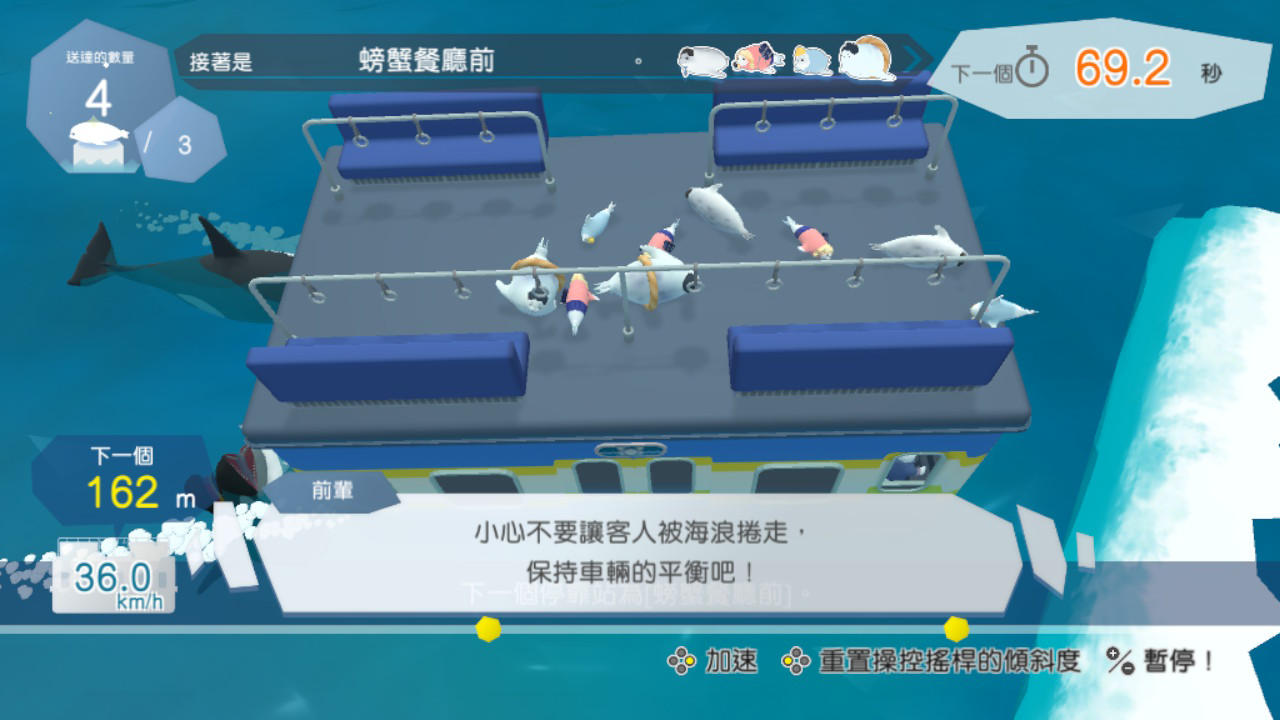 送達的數量
4
/ 3
接著是 螃蟹餐廳前 。
下一個 69.2 秒
下一個
162 m
36.0
km/h
前輩
小心不要讓客人被海浪捲走，
保持車輛的平衡吧！
下一個停靠站為[螃蟹餐廳前]。
加速 重置操控搖桿的傾斜度 暫停！